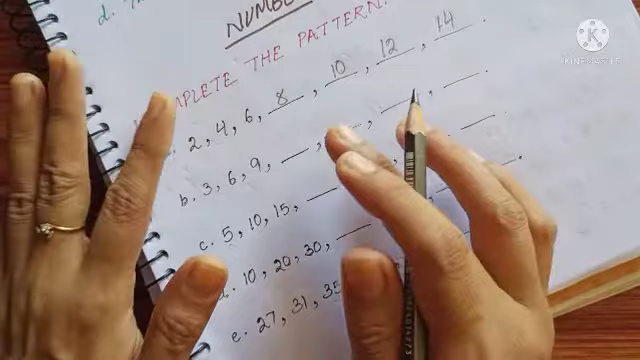 d.
NUMBE
COMPLETE THE PATTERN.
2, 4, 6, 8, 10, 12, 14.
b. 3, 6, 9,
c. 5, 10, 15,
d. 10, 20, 30,
e. 27, 31, 35
KINEMASTER